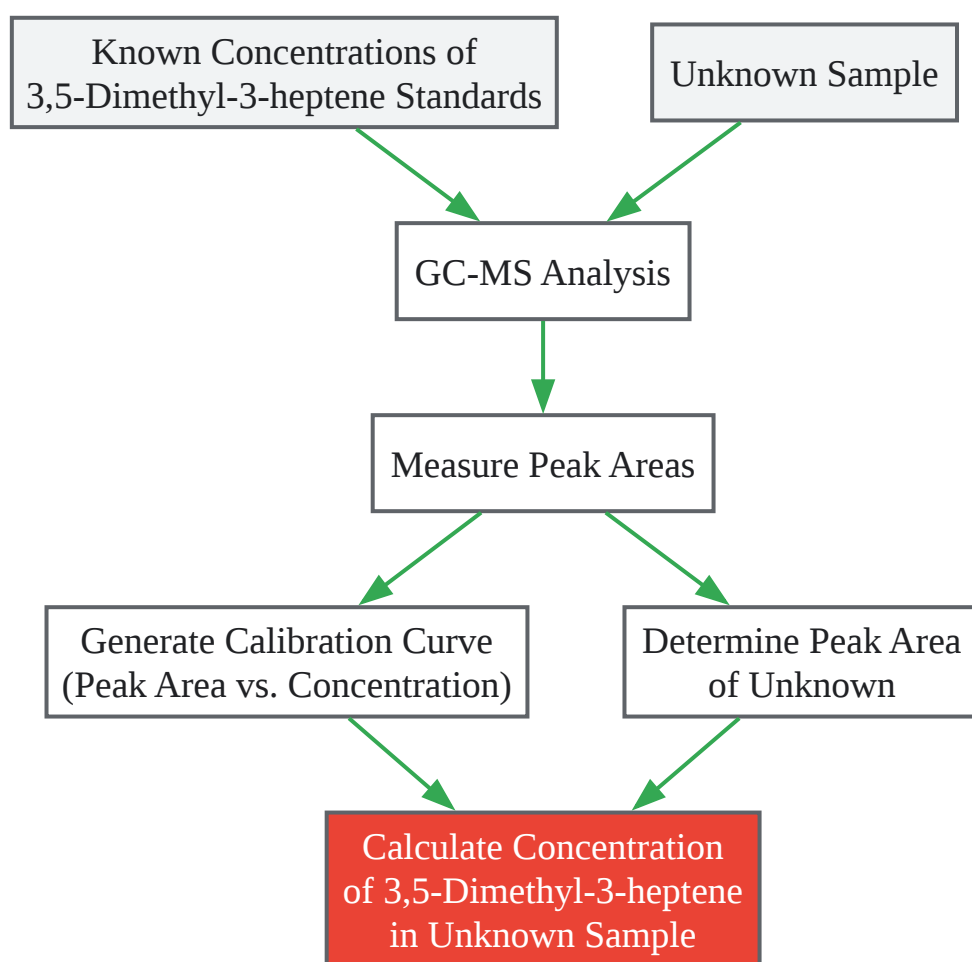 Known Concentrations of
3,5-Dimethyl-3-heptene Standards
Unknown Sample
GC-MS Analysis
Measure Peak Areas
Generate Calibration Curve
(Peak Area vs. Concentration)
Determine Peak Area
of Unknown
Calculate Concentration
of 3,5-Dimethyl-3-heptene
in Unknown Sample